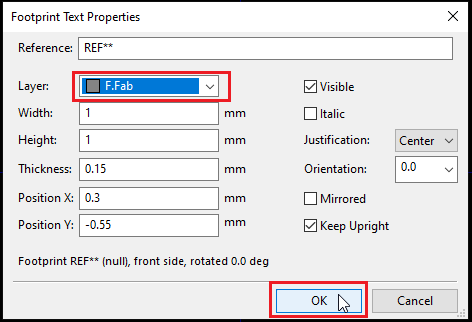 Footprint Text Properties
Reference: REF**
Layer: F.Fab Visible
Width: 1 mm Italic
Height: 1 mm Justification: Center
Thickness: 0.15 mm Orientation: 0.0
Position X: 0.3 mm Mirrored
Position Y: -0.55 mm Keep Upright
Footprint REF** (null), front side, rotated 0.0 deg
OK Cancel